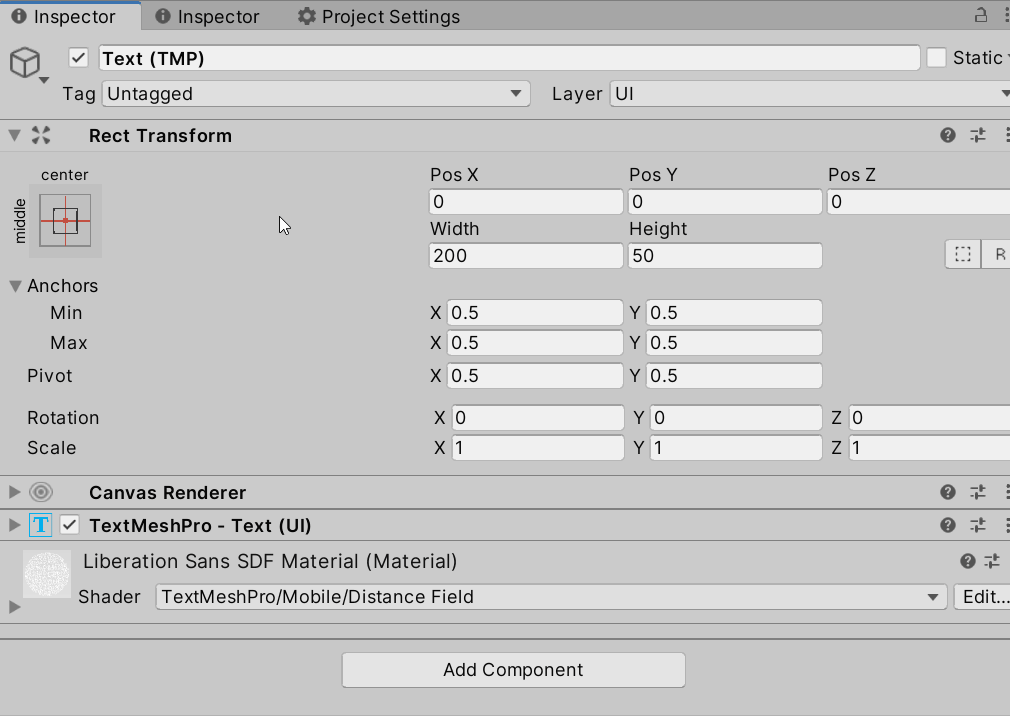 Inspector Inspector Project Settings
Text (TMP) Static
Tag Untagged Layer UI
Rect Transform
center
middle
Pos X Pos Y Pos Z
0 0 0
Width Height
200 50 R
Anchors
Min X 0.5 Y 0.5
Max X 0.5 Y 0.5
Pivot X 0.5 Y 0.5
Rotation X 0 Y 0 Z 0
Scale X 1 Y 1 Z 1
Canvas Renderer
T TextMeshPro - Text (UI)
Liberation Sans SDF Material (Material)
Shader TextMeshPro/Mobile/Distance Field Edit...
Add Component